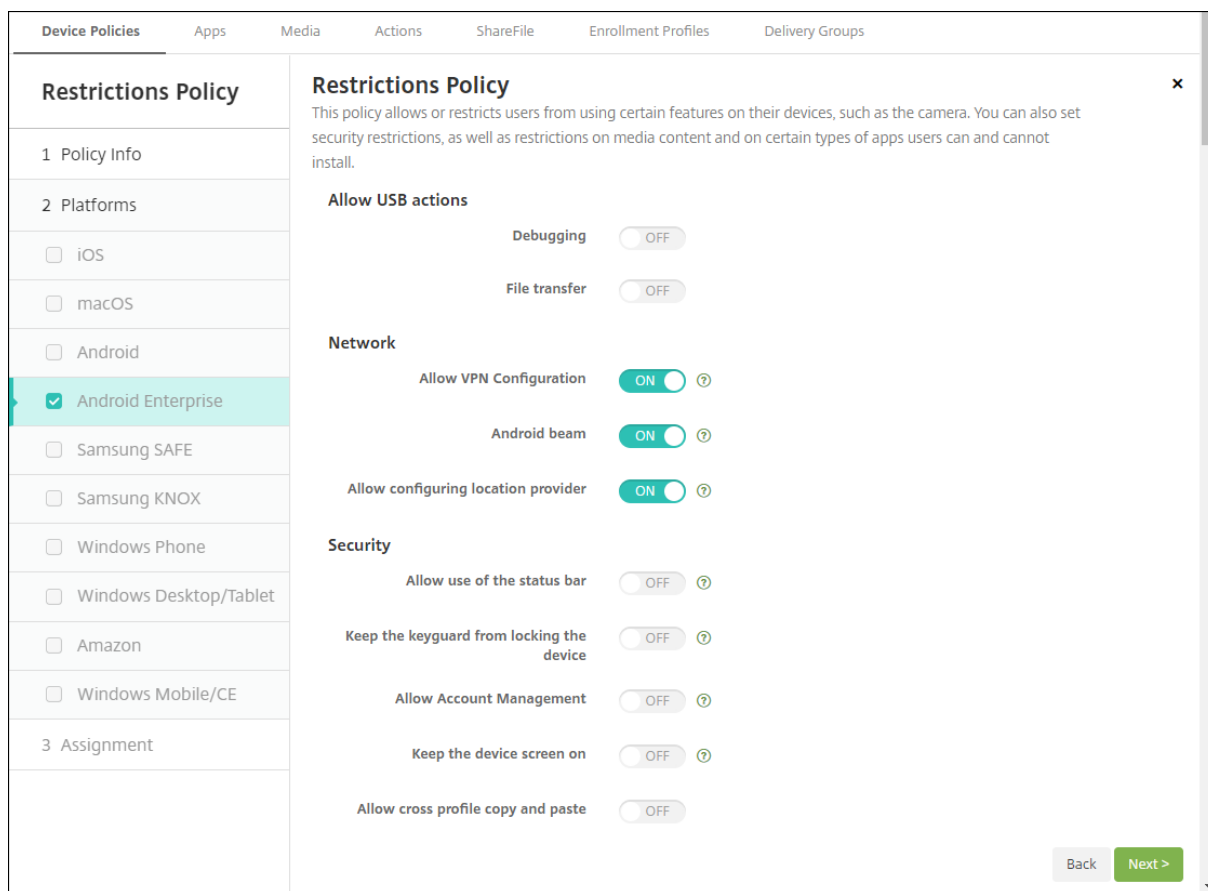 Device Policies Apps Media Actions ShareFile Enrollment Profiles Delivery Groups
Restrictions Policy
1 Policy Info
2 Platforms
iOS
macOS
Android
Android Enterprise
Samsung SAFE
Samsung KNOX
Windows Phone
Windows Desktop/Tablet
Amazon
Windows Mobile/CE
3 Assignment
Restrictions Policy
This policy allows or restricts users from using certain features on their devices, such as the camera. You can also set
security restrictions, as well as restrictions on media content and on certain types of apps users can and cannot
install.
Allow USB actions
Debugging OFF
File transfer OFF
Network
Allow VPN Configuration ON ?
Android beam ON ?
Allow configuring location provider ON ?
Security
Allow use of the status bar OFF ?
Keep the keyguard from locking the
device OFF ?
Allow Account Management OFF ?
Keep the device screen on OFF ?
Allow cross profile copy and paste OFF
Back Next >